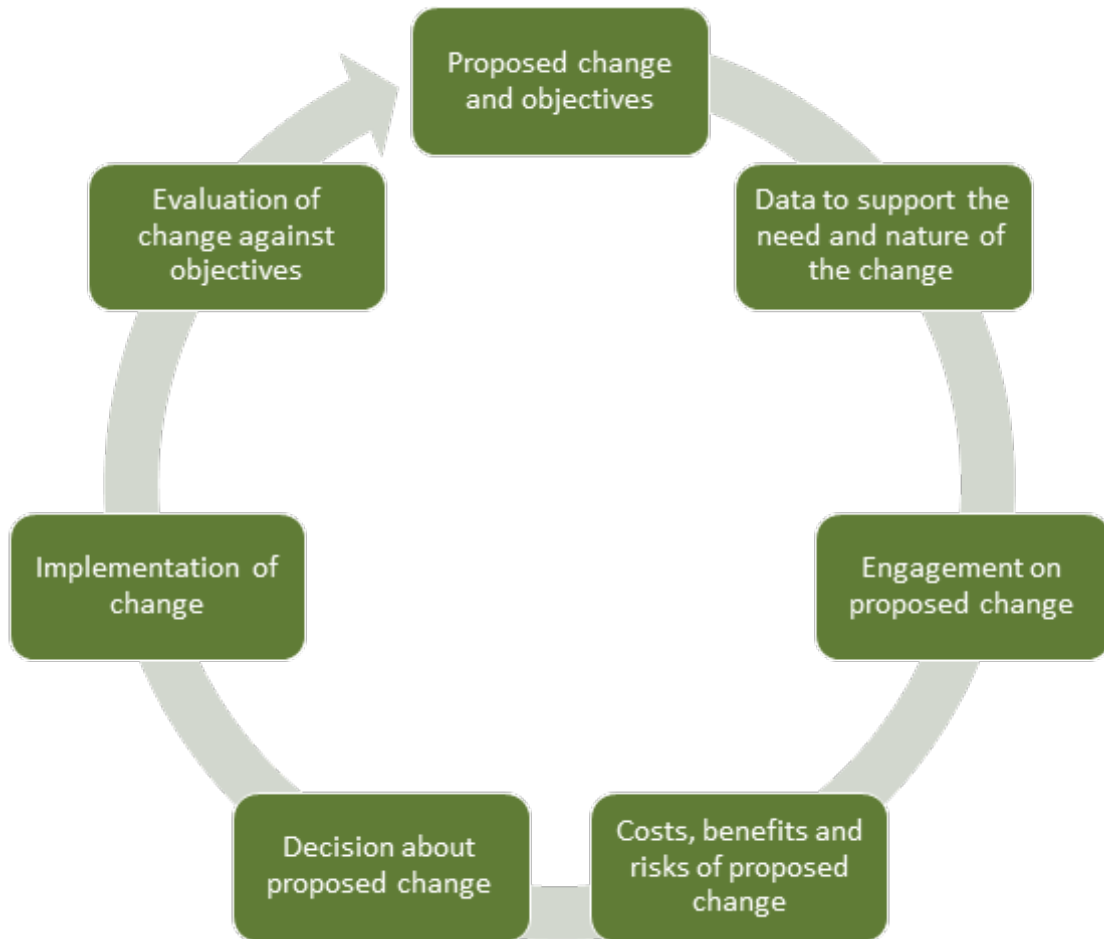 Proposed change
and objectives
Data to support the
need and nature of
the change
Engagement on
proposed change
Costs, benefits and
risks of proposed
change
Decision about
proposed change
Implementation of
change
Evaluation of
change against
objectives